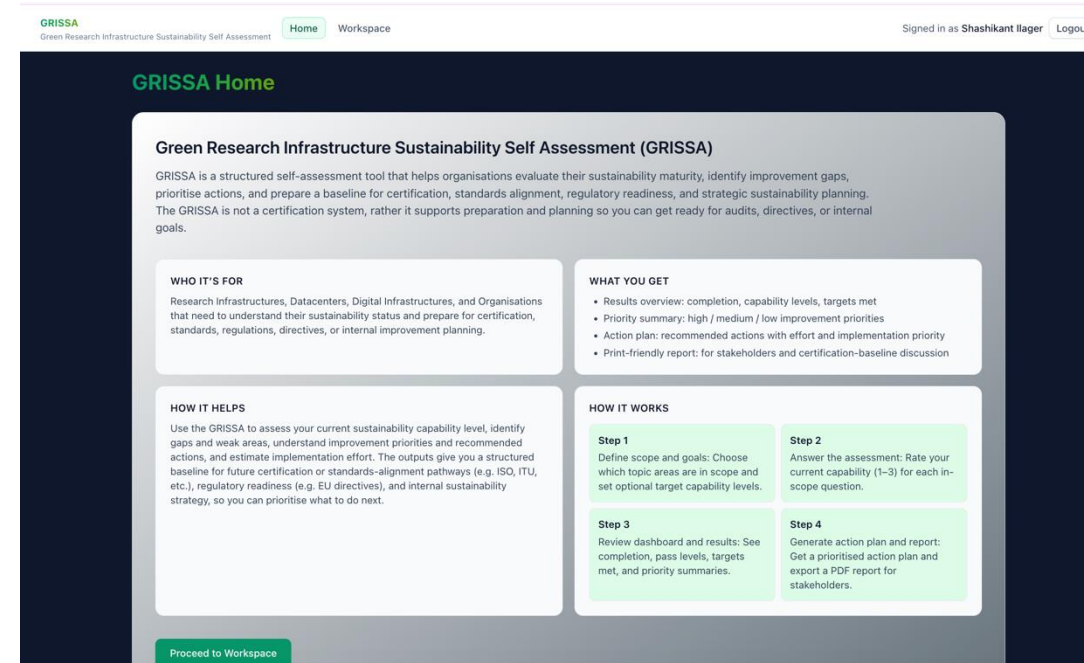 GRISSA
Green Research Infrastructure Sustainability Self Assessment
Home
Workspace
Signed in as Shashikant Ilager
Logou
GRISSA Home
Green Research Infrastructure Sustainability Self Assessment (GRISSA)
GRISSA is a structured self-assessment tool that helps organisations evaluate their sustainability maturity, identify improvement gaps,
prioritise actions, and prepare a baseline for certification, standards alignment, regulatory readiness, and strategic sustainability planning.
The GRISSA is not a certification system, rather it supports preparation and planning so you can get ready for audits, directives, or internal
goals.
WHO IT'S FOR
Research Infrastructures, Datacenters, Digital Infrastructures, and Organisations
that need to understand their sustainability status and prepare for certification,
standards, regulations, directives, or internal improvement planning.
WHAT YOU GET
• Results overview: completion, capability levels, targets met
• Priority summary: high / medium / low improvement priorities
• Action plan: recommended actions with effort and implementation priority
• Print-friendly report: for stakeholders and certification-baseline discussion
HOW IT HELPS
Use the GRISSA to assess your current sustainability capability level, identify
gaps and weak areas, understand improvement priorities and recommended
actions, and estimate implementation effort. The outputs give you a structured
baseline for future certification or standards-alignment pathways (e.g. ISO, ITU,
etc.), regulatory readiness (e.g. EU directives), and internal sustainability
strategy, so you can prioritise what to do next.
HOW IT WORKS
Step 1
Define scope and goals: Choose
which topic areas are in scope and
set optional target capability levels.
Step 2
Answer the assessment: Rate your
current capability (1–3) for each in-
scope question.
Step 3
Review dashboard and results: See
completion, pass levels, targets
met, and priority summaries.
Step 4
Generate action plan and report:
Get a prioritised action plan and
export a PDF report for
stakeholders.
Proceed to Workspace